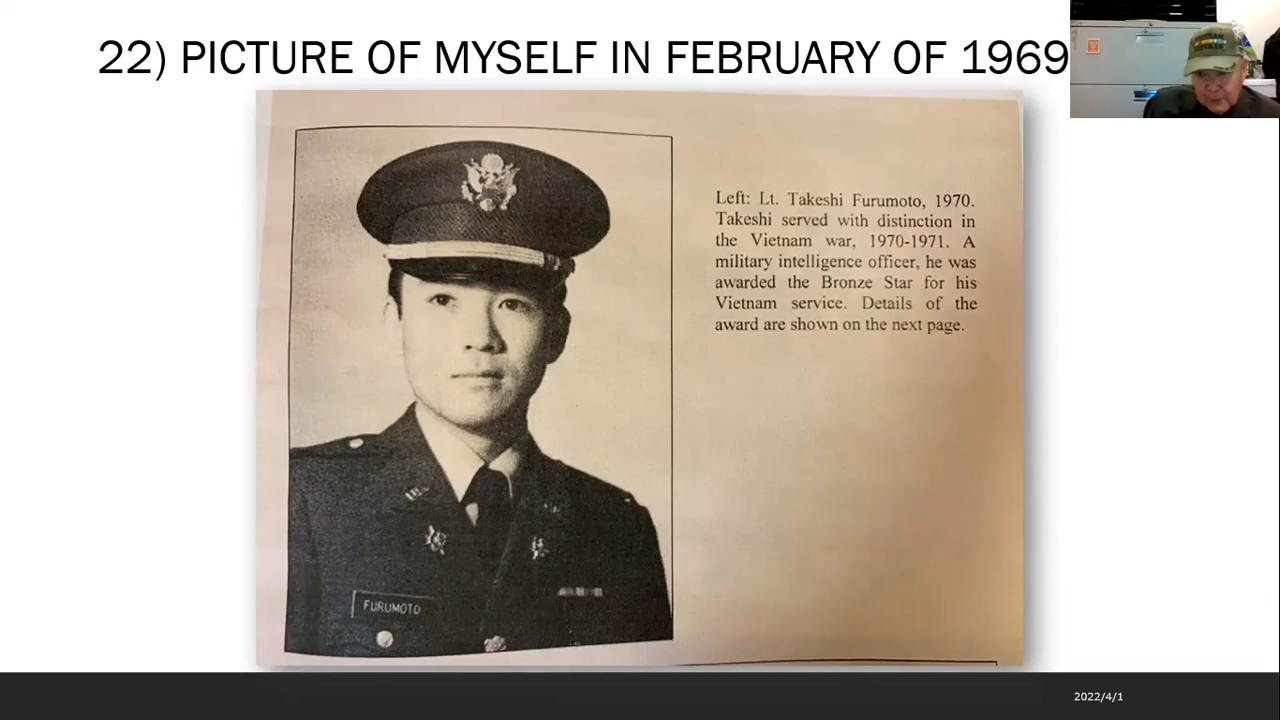 22) PICTURE OF MYSELF IN FEBRUARY OF 1969
Left: Lt. Takeshi Furumoto, 1970.
Takeshi served with distinction in
the Vietnam war, 1970-1971. A
military intelligence officer, he was
awarded the Bronze Star for his
Vietnam service. Details of the
award are shown on the next page.
FURUMOTO
2022/4/1